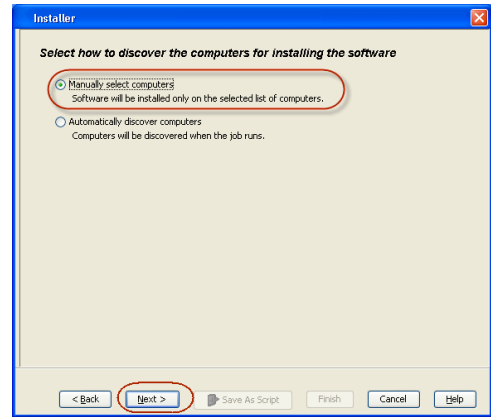 Installer
Select how to discover the computers for installing the software
Manually select computers
Software will be installed only on the selected list of computers.
Automatically discover computers
Computers will be discovered when the job runs.
< Back Next > Save As Script Finish Cancel Help